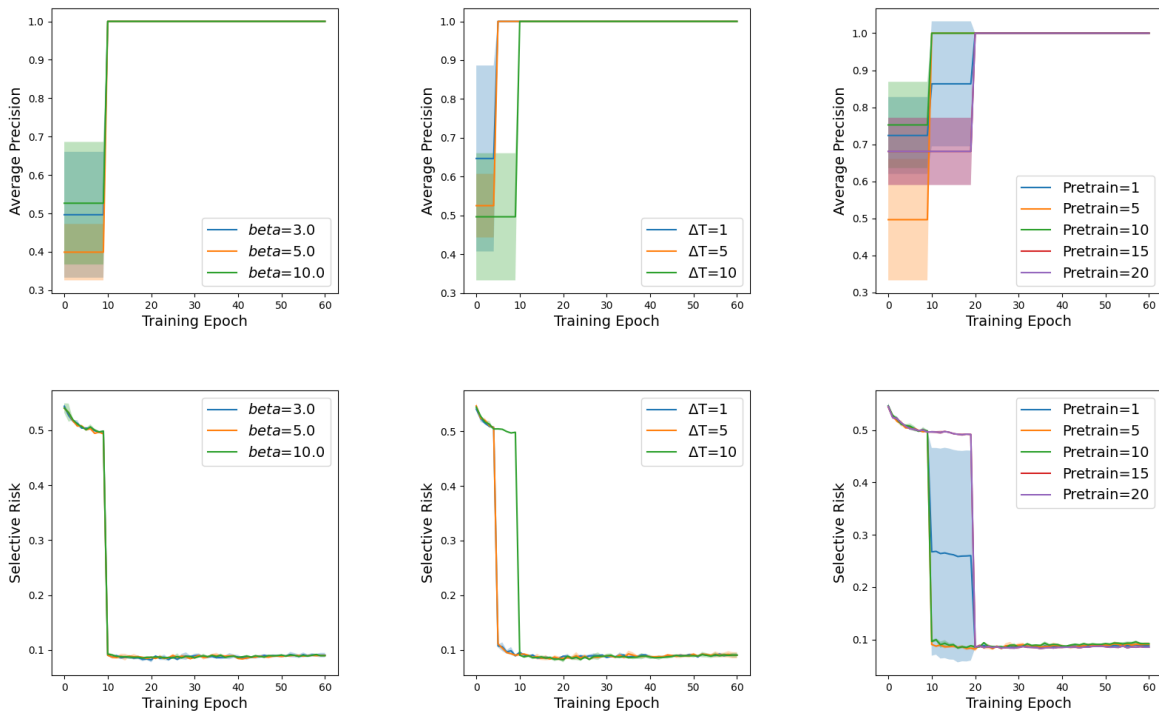 1.0
0.9
0.8
0.7
0.6
0.5
0.4
0.3
Average Precision
0 10 20 30 40 50 60
Training Epoch
beta=3.0
beta=5.0
beta=10.0
1.0
0.9
0.8
0.7
0.6
0.5
0.4
0.3
Average Precision
0 10 20 30 40 50 60
Training Epoch
ΔT=1
ΔT=5
ΔT=10
1.0
0.9
0.8
0.7
0.6
0.5
0.4
0.3
Average Precision
0 10 20 30 40 50 60
Training Epoch
Pretrain=1
Pretrain=5
Pretrain=10
Pretrain=15
Pretrain=20
0.5
0.4
0.3
0.2
0.1
Selective Risk
0 10 20 30 40 50 60
Training Epoch
beta=3.0
beta=5.0
beta=10.0
0.5
0.4
0.3
0.2
0.1
Selective Risk
0 10 20 30 40 50 60
Training Epoch
ΔT=1
ΔT=5
ΔT=10
0.5
0.4
0.3
0.2
0.1
Selective Risk
0 10 20 30 40 50 60
Training Epoch
Pretrain=1
Pretrain=5
Pretrain=10
Pretrain=15
Pretrain=20